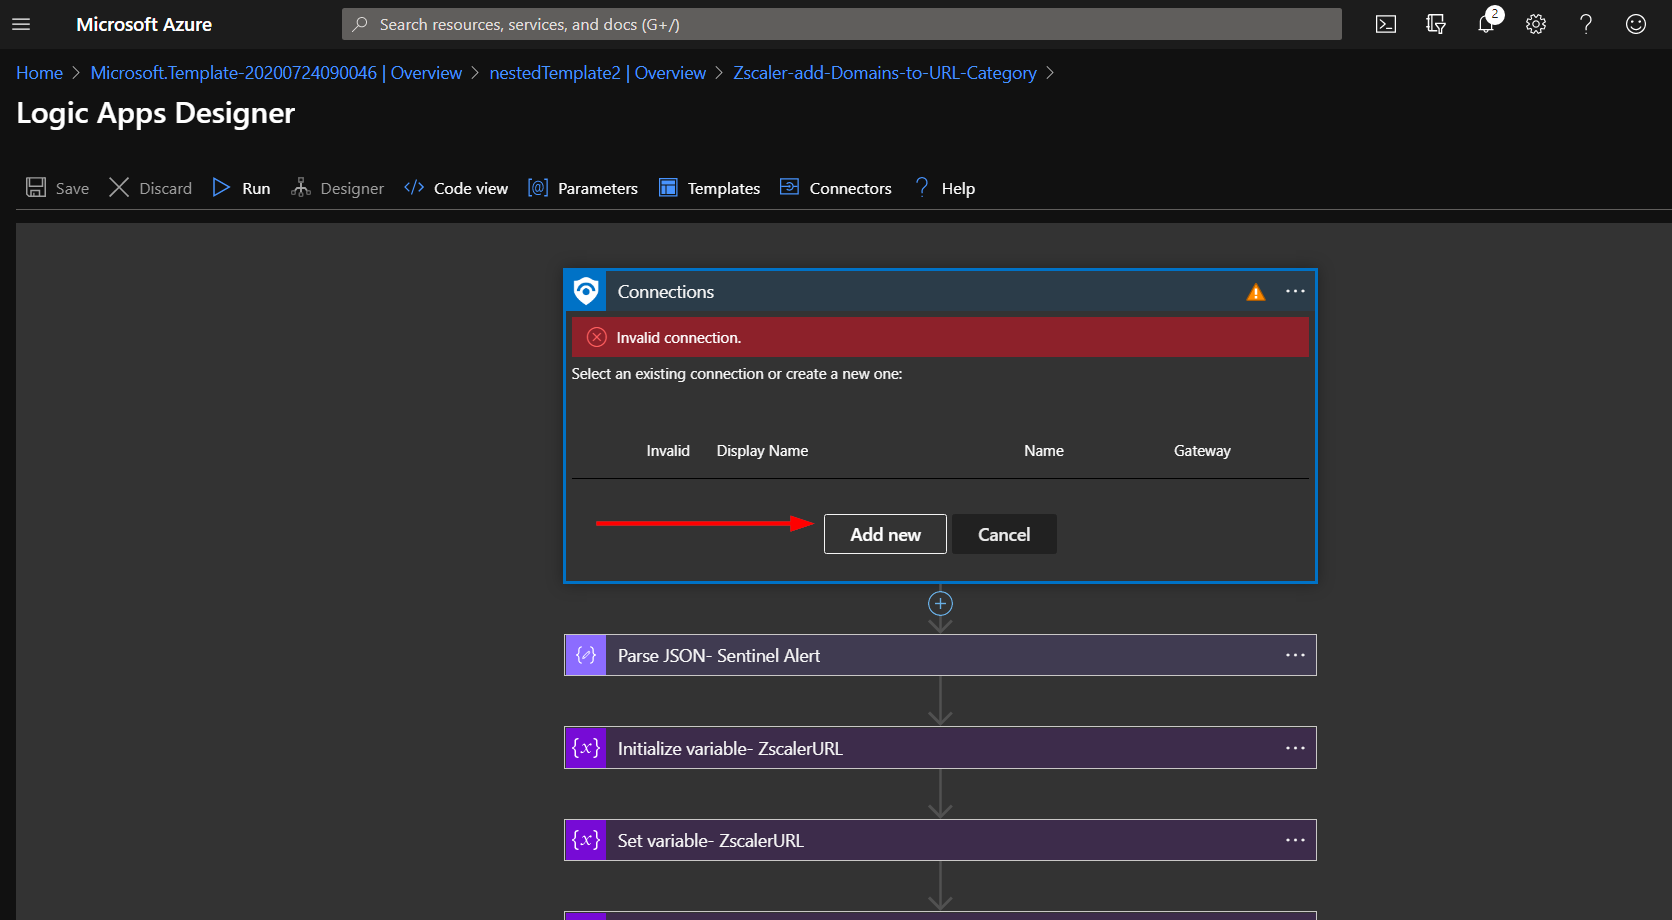 Microsoft Azure
Search resources, services, and docs (G+/)
2
Home > Microsoft.Template-20200724090046 | Overview > nestedTemplate2 | Overview > Zscaler-add-Domains-to-URL-Category >
Logic Apps Designer
Save Discard Run Designer Code view Parameters Templates Connectors Help
Connections
Invalid connection.
Select an existing connection or create a new one:
Invalid Display Name Name Gateway
Add new Cancel
Parse JSON- Sentinel Alert
Initialize variable- ZscalerURL
Set variable- ZscalerURL